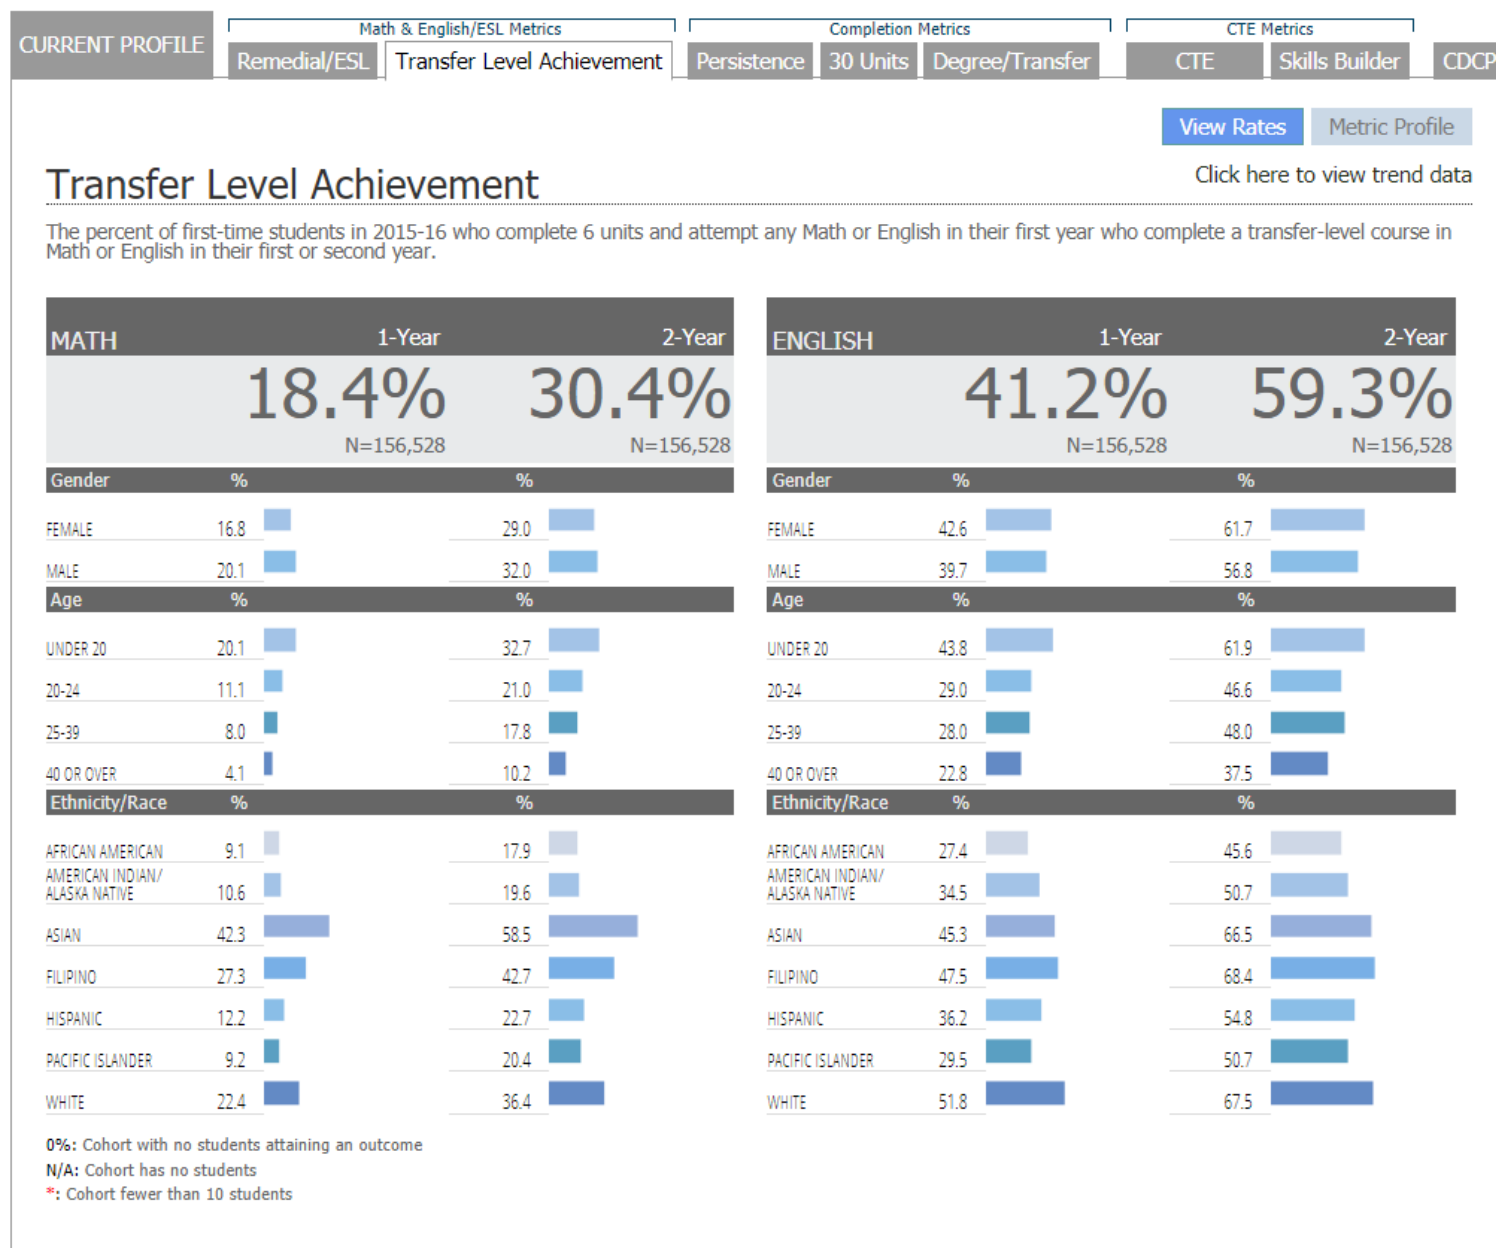 CURRENT PROFILE
Math & English/ESL Metrics
Completion Metrics
CTE Metrics
Remedial/ESL
Transfer Level Achievement
Persistence
30 Units
Degree/Transfer
CTE
Skills Builder
CDCP
View Rates
Metric Profile
Transfer Level Achievement
Click here to view trend data
The percent of first-time students in 2015-16 who complete 6 units and attempt any Math or English in their first year who complete a transfer-level course in
Math or English in their first or second year.
MATH 1-Year 2-Year
18.4% 30.4%
N=156,528 N=156,528
Gender % %
FEMALE 16.8 29.0
MALE 20.1 32.0
Age % %
UNDER 20 20.1 32.7
20-24 11.1 21.0
25-39 8.0 17.8
40 OR OVER 4.1 10.2
Ethnicity/Race % %
AFRICAN AMERICAN 9.1 17.9
AMERICAN INDIAN/
ALASKA NATIVE 10.6 19.6
ASIAN 42.3 58.5
FILIPINO 27.3 42.7
HISPANIC 12.2 22.7
PACIFIC ISLANDER 9.2 20.4
WHITE 22.4 36.4
ENGLISH 1-Year 2-Year
41.2% 59.3%
N=156,528 N=156,528
Gender % %
FEMALE 42.6 61.7
MALE 39.7 56.8
Age % %
UNDER 20 43.8 61.9
20-24 29.0 46.6
25-39 28.0 48.0
40 OR OVER 22.8 37.5
Ethnicity/Race % %
AFRICAN AMERICAN 27.4 45.6
AMERICAN INDIAN/
ALASKA NATIVE 34.5 50.7
ASIAN 45.3 66.5
FILIPINO 47.5 68.4
HISPANIC 36.2 54.8
PACIFIC ISLANDER 29.5 50.7
WHITE 51.8 67.5
0%: Cohort with no students attaining an outcome
N/A: Cohort has no students
*: Cohort fewer than 10 students